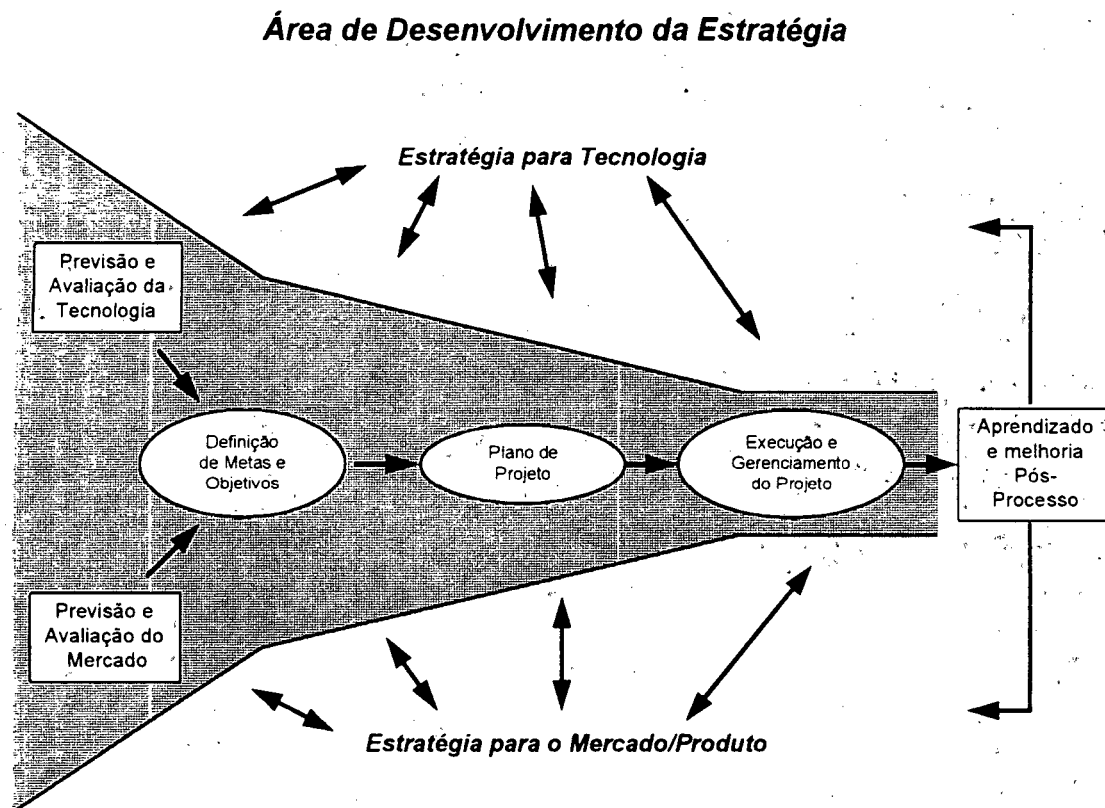 Área de Desenvolvimento da Estratégia
Estratégia para Tecnologia
Previsão e
Avaliação da
Tecnologia
Definição
de Metas e
Objetivos
Plano de
Projeto
Execução e
Gerenciamento
do Projeto
Aprendizado
e melhoria
Pós-
Processo
Previsão e
Avaliação do
Mercado
Estratégia para o Mercado/Produto